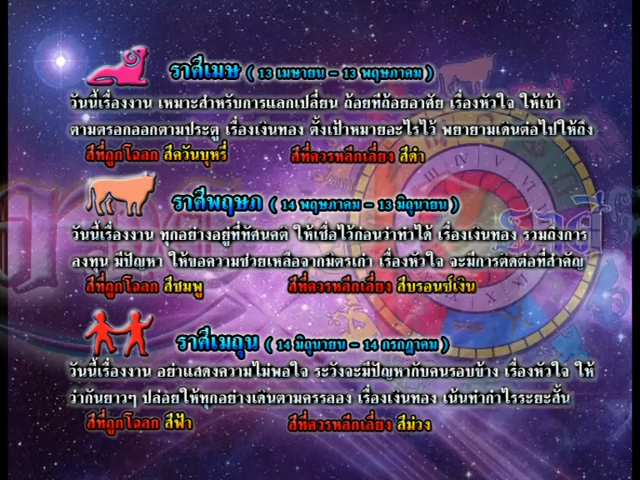 ราศีเมษ ( 13 เมษายน - 13 พฤษภาคม )
วันนี้เรื่องงาน เหมาะสำหรับการแลกเปลี่ยน ถ้อยทีถ้อยอาศัย เรื่องหัวใจ ให้เข้า
ตามตรอกออกตามประตู เรื่องเงินทอง ตั้งเป้าหมายอะไรไว้ พยายามเดินต่อไปให้ถึง
สีที่ถูกโฉลก สีควันบุหรี่ สีที่ควรหลีกเลี่ยง สีดำ
ราศีพฤษภ ( 14 พฤษภาคม - 13 มิถุนายน )
วันนี้เรื่องงาน ทุกอย่างอยู่ที่ทัศนคติ ให้เชื่อไว้ก่อนว่าทำได้ เรื่องเงินทอง รวมถึงการ
ลงทุน มีปัญหา ให้ขอความช่วยเหลือจากมิตรเก่า เรื่องหัวใจ จะมีการติดต่อที่สำคัญ
สีที่ถูกโฉลก สีชมพู สีที่ควรหลีกเลี่ยง สีบรอนซ์เงิน
ราศีเมถุน ( 14 มิถุนายน - 14 กรกฎาคม )
วันนี้เรื่องงาน อย่าแสดงความไม่พอใจ ระวังจะมีปัญหากับคนรอบข้าง เรื่องหัวใจ ให้
ว่ากันยาวๆ ปล่อยให้ทุกอย่างเดินตามครรลอง เรื่องเงินทอง เน้นทำกำไรระยะสั้น
สีที่ถูกโฉลก สีฟ้า สีที่ควรหลีกเลี่ยง สีม่วง